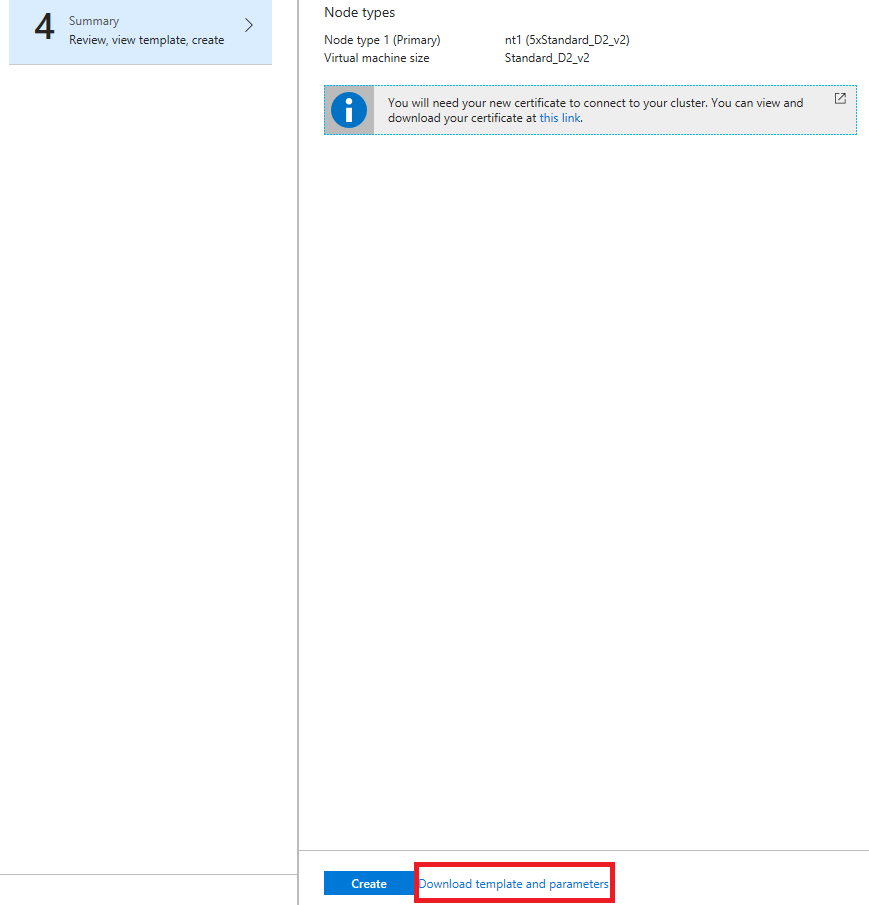 4
Summary
Review, view template, create
Node types
Node type 1 (Primary) nt1 (5xStandard_D2_v2)
Virtual machine size Standard_D2_v2
You will need your new certificate to connect to your cluster. You can view and
download your certificate at this link.
Create Download template and parameters